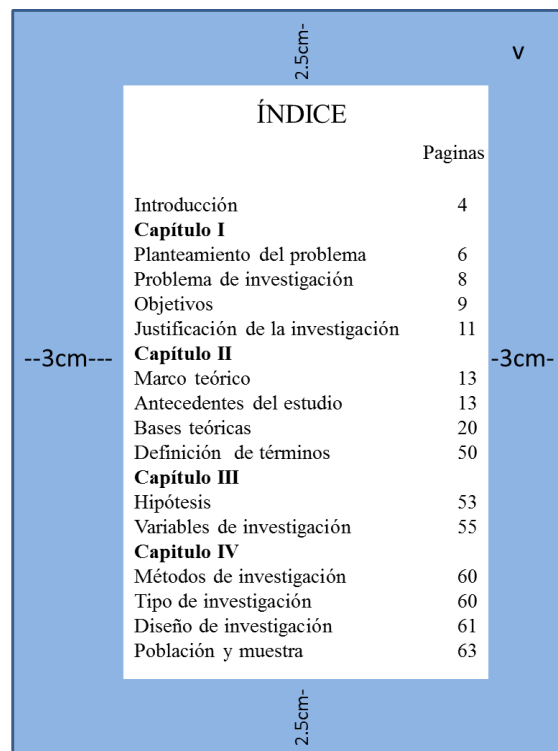 2.5cm-
v
ÍNDICE
Paginas
Introducción 4
Capítulo I
Planteamiento del problema 6
Problema de investigación 8
Objetivos 9
Justificación de la investigación 11
Capítulo II
--3cm---
-3cm-
Marco teórico 13
Antecedentes del estudio 13
Bases teóricas 20
Definición de términos 50
Capítulo III
Hipótesis 53
Variables de investigación 55
Capitulo IV
Métodos de investigación 60
Tipo de investigación 60
Diseño de investigación 61
Población y muestra 63
2.5cm-